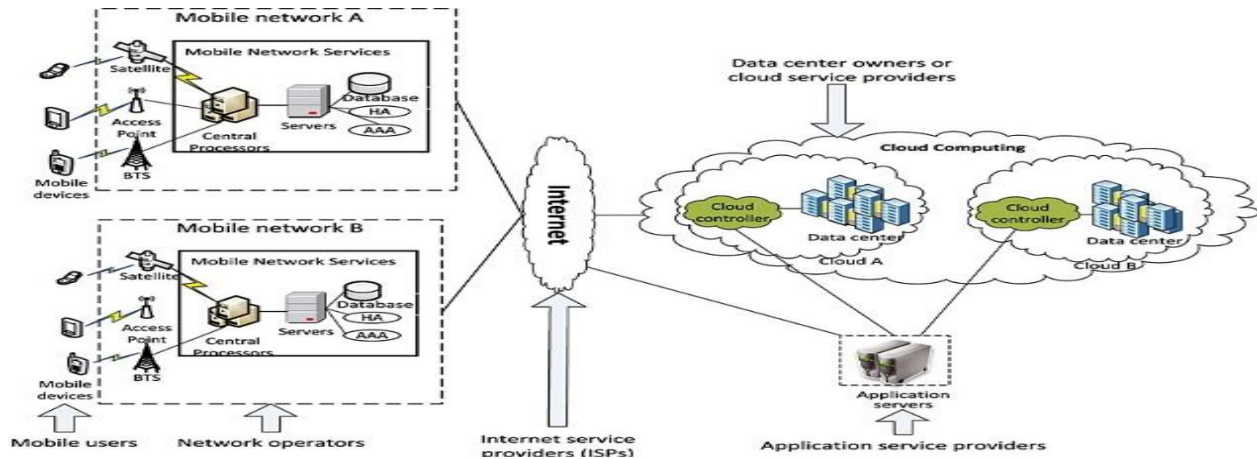 Mobile network A
Mobile Network Services
Satellite
Database
HA
AAA
Access
Point
Servers
Central
Processors
BTS
Mobile
devices
Mobile network B
Mobile Network Services
Satellite
Database
HA
AAA
Access
Point
Servers
Central
Processors
BTS
Mobile
devices
Mobile users
Network operators
Internet
Internet service
providers (ISPs)
Data center owners or
cloud service providers
Cloud Computing
Cloud
controller
Data center
Cloud A
Cloud
controller
Data center
Cloud B
Application
servers
Application service providers